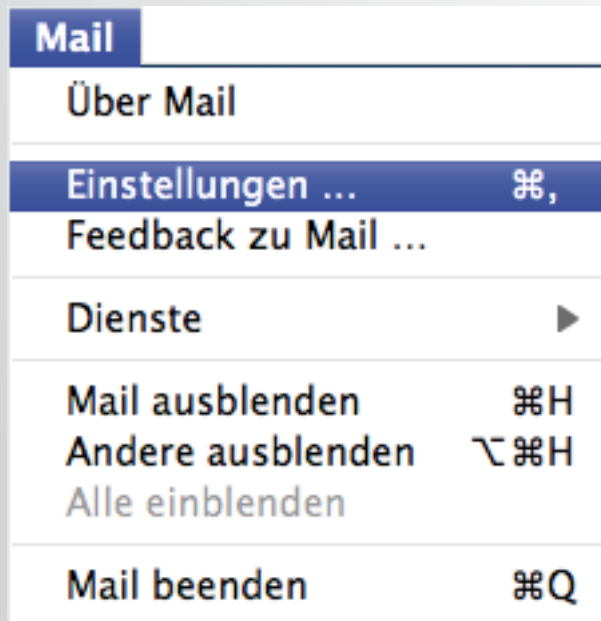 Mail
Über Mail
Einstellungen ... ⌘,
Feedback zu Mail ...
Dienste ▶
Mail ausblenden ⌘H
Andere ausblenden ⌥⌘H
Alle einblenden
Mail beenden ⌘Q